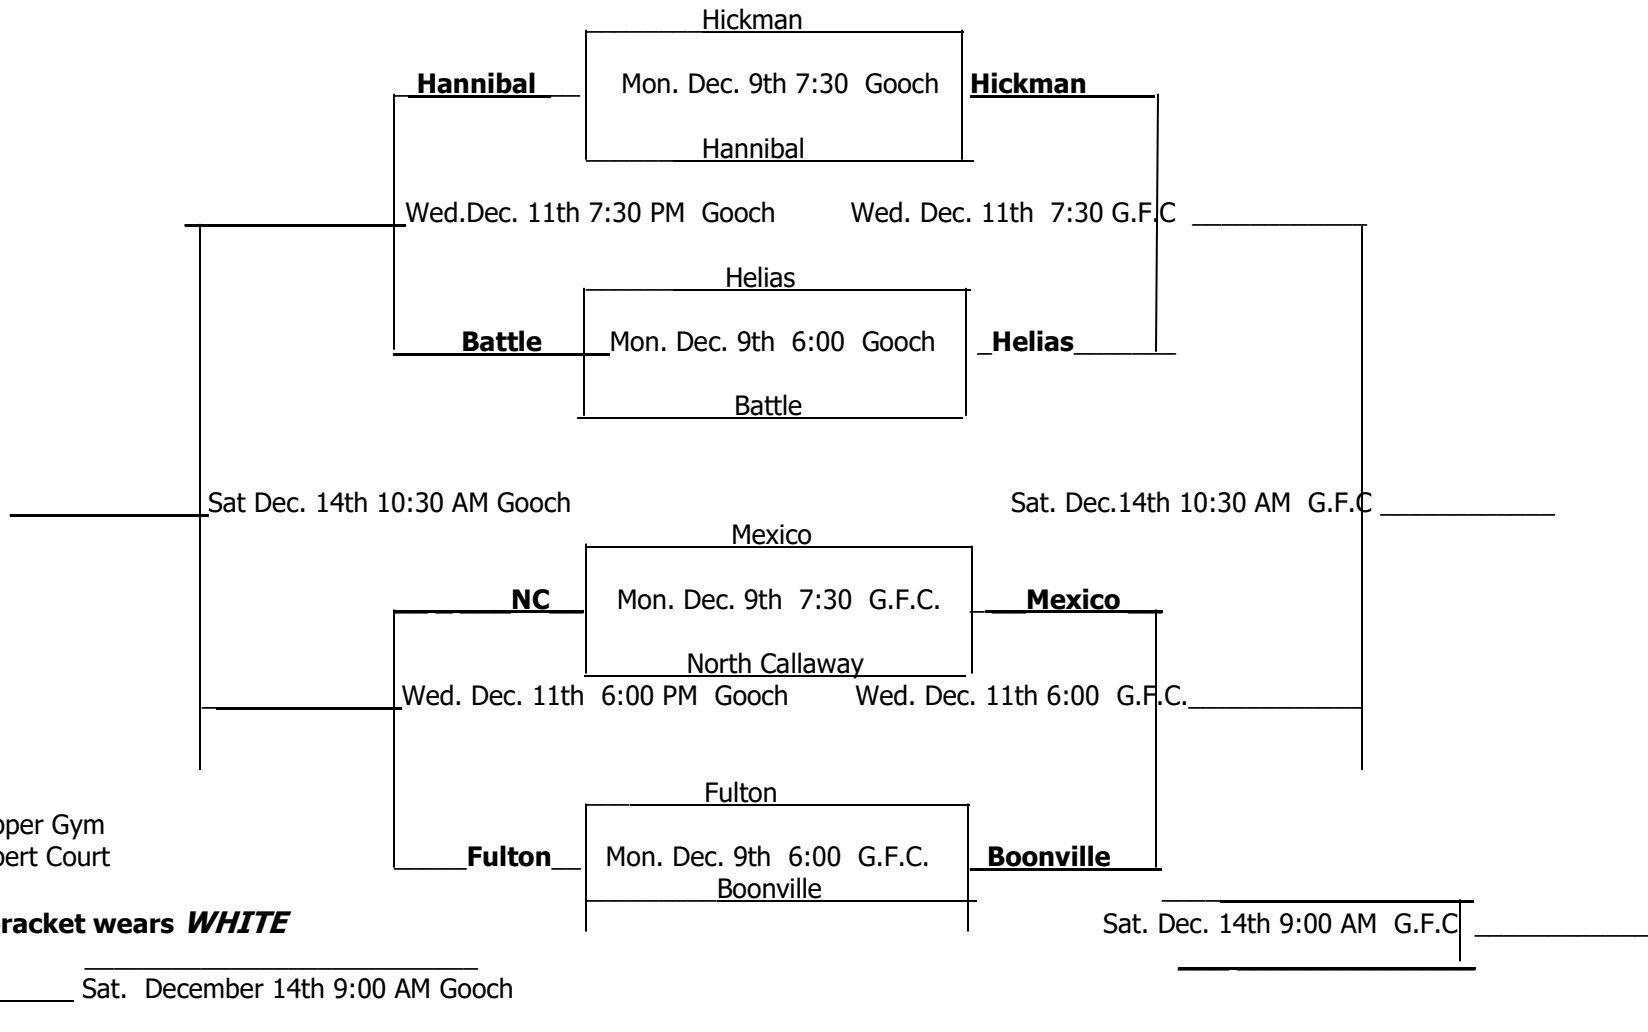 Hickman
Hannibal Mon. Dec. 9th 7:30 Gooch Hickman
Hannibal
Wed.Dec. 11th 7:30 PM Gooch Wed. Dec. 11th 7:30 G.F.C
Helias
Battle Mon. Dec. 9th 6:00 Gooch Helias
Battle
Sat Dec. 14th 10:30 AM Gooch Sat. Dec.14th 10:30 AM G.F.C
Mexico
NC Mon. Dec. 9th 7:30 G.F.C. Mexico
North Callaway
Wed. Dec. 11th 6:00 PM Gooch Wed. Dec. 11th 6:00 G.F.C.
Fulton
pper Gym
pert Court
Fulton Mon. Dec. 9th 6:00 G.F.C. Boonville
Boonville
racket wears WHITE Sat. Dec. 14th 9:00 AM G.F.C
Sat. December 14th 9:00 AM Gooch